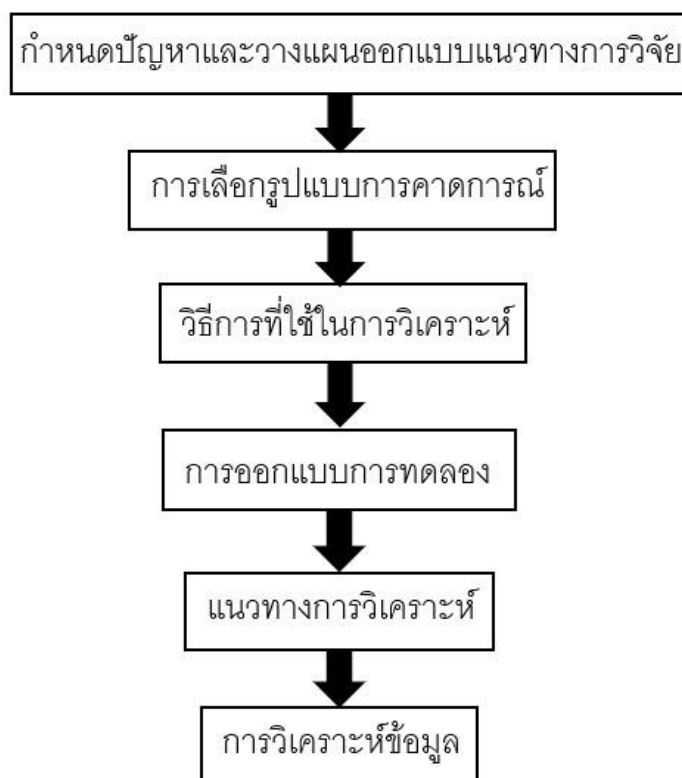 กำหนดปัญหาและวางแผนออกแบบแนวทางการวิจัย
การเลือกรูปแบบการคาดการณ์
วิธีการที่ใช้ในการวิเคราะห์
การออกแบบการทดลอง
แนวทางการวิเคราะห์
การวิเคราะห์ข้อมูล